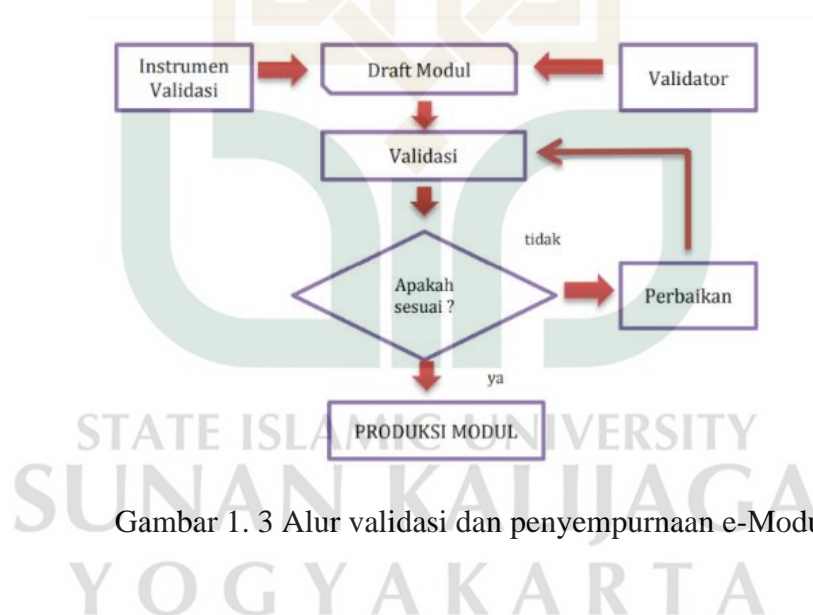 Instrumen
Validasi
Draft Modul
Validator
Validasi
tidak
Apakah
sesuai ?
Perbaikan
ya
PRODUKSI MODUL
STATE ISLAMIC UNIVERSITY
SUNAN KALIJAGA
Gambar 1. 3 Alur validasi dan penyempurnaan e-Modu
YOGYAKARTA